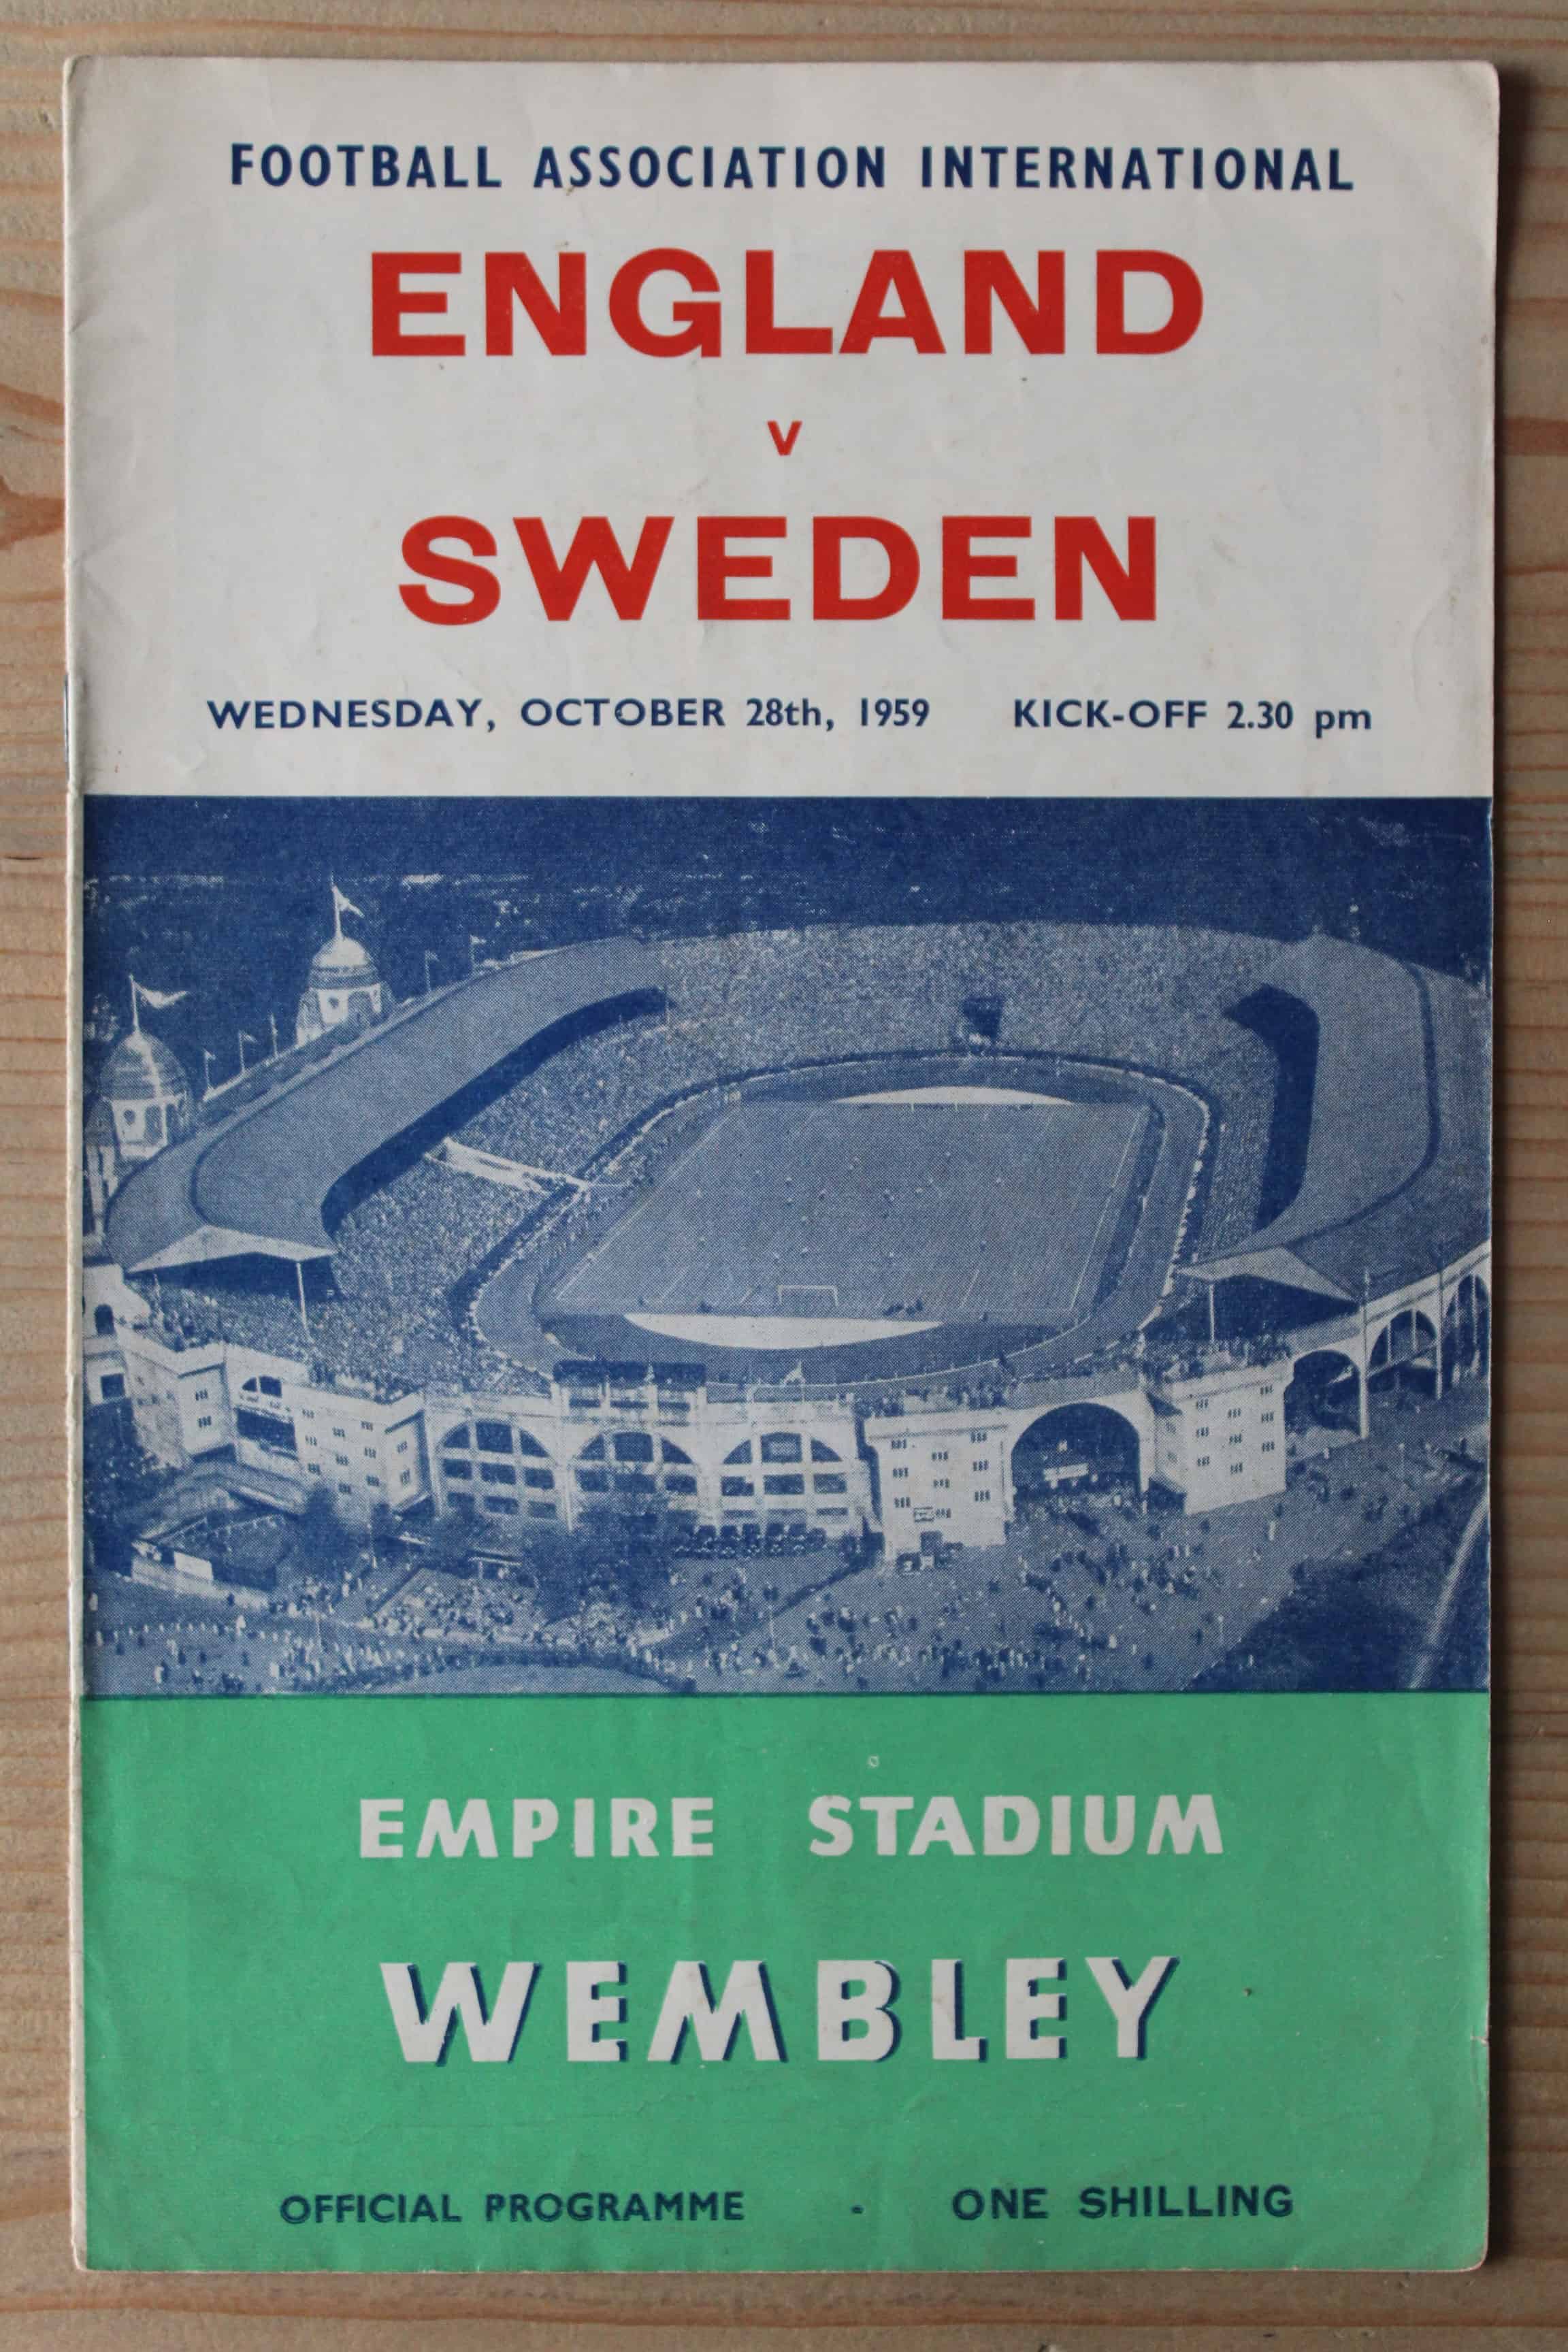 FOOTBALL ASSOCIATION INTERNATIONAL
ENGLAND
v
SWEDEN
WEDNESDAY, OCTOBER 28th, 1959 KICK-OFF 2.30 pm
EMPIRE STADIUM
WEMBLEY
OFFICIAL PROGRAMME - ONE SHILLING